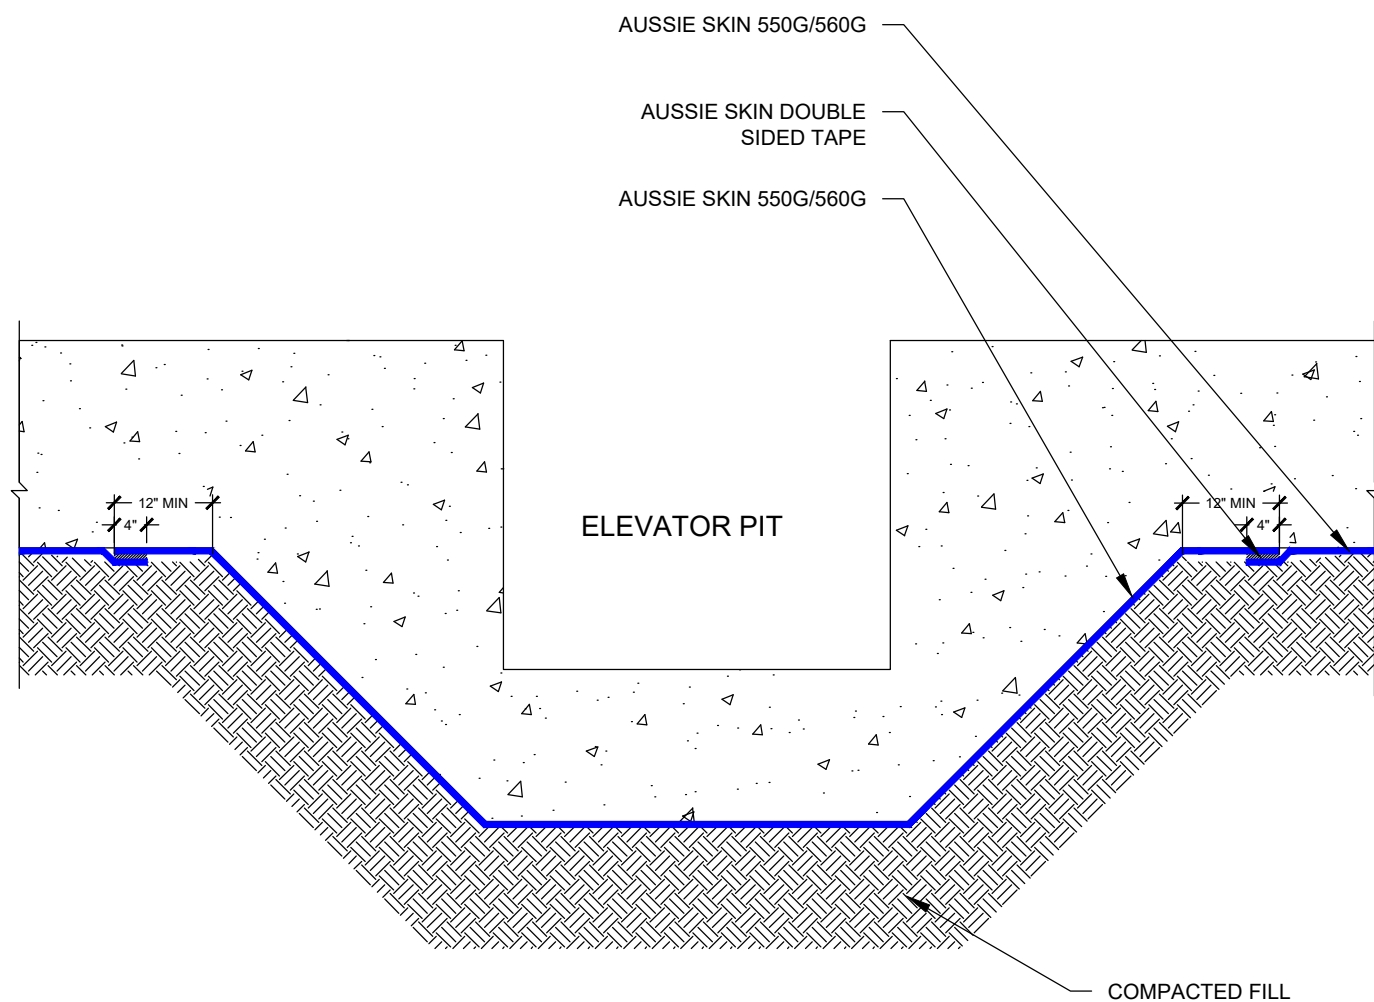 AUSSIE SKIN 550G/560G
AUSSIE SKIN DOUBLE
SIDED TAPE
AUSSIE SKIN 550G/560G
12" MIN
4"
12" MIN
4"
ELEVATOR PIT
COMPACTED FILL